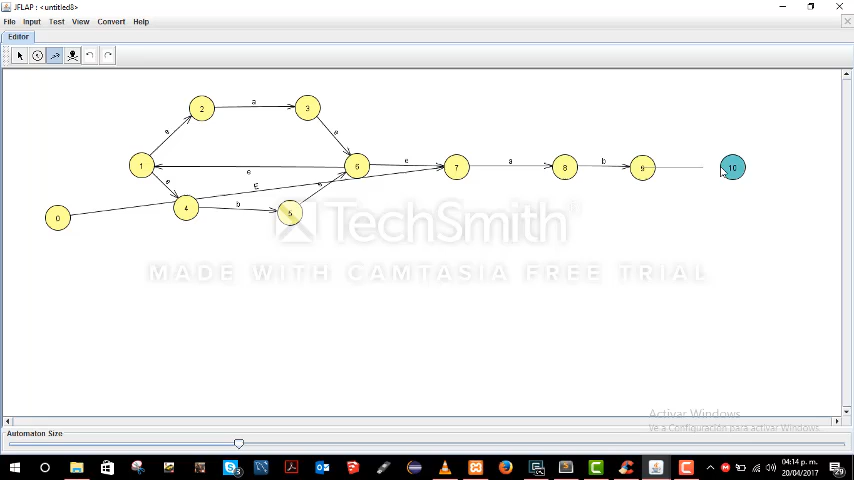 JFLAP : <untitled8>
File Input Test View Convert Help
Editor
2
a
3
e
e
1
6
e
7
a
8
b
9
10
e
e
E
e
0
4
b
5
TechSmith
MADE WITH CAMTASIA FREE TRIAL
Activar Windows
Ve a Configuración para activar Windows.
Automaton Size
3
04:14 p. m.
20/04/2017
29